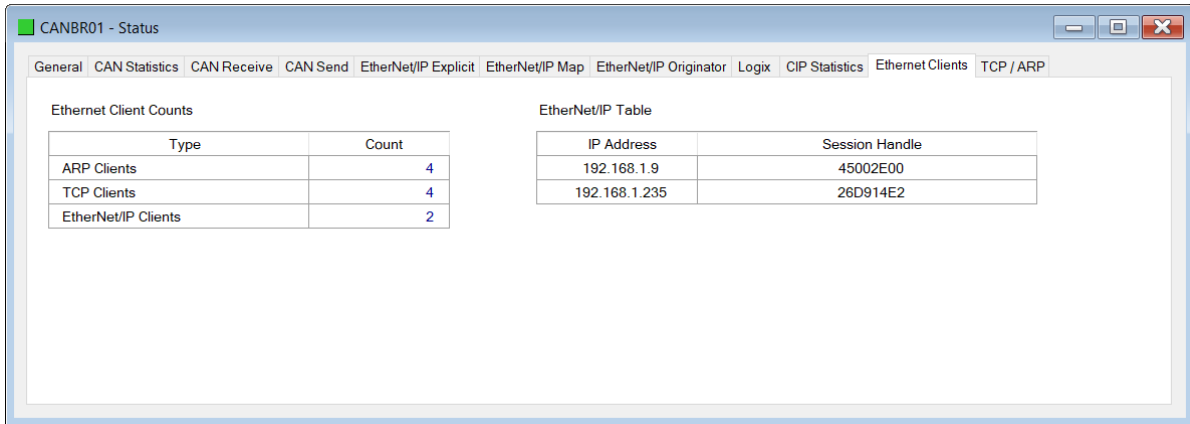 CANBR01 - Status
General CAN Statistics CAN Receive CAN Send EtherNet/IP Explicit EtherNet/IP Map EtherNet/IP Originator Logix CIP Statistics Ethernet Clients TCP / ARP
Ethernet Client Counts
Type Count
ARP Clients 4
TCP Clients 4
EtherNet/IP Clients 2
EtherNet/IP Table
IP Address Session Handle
192.168.1.9 45002E00
192.168.1.235 26D914E2